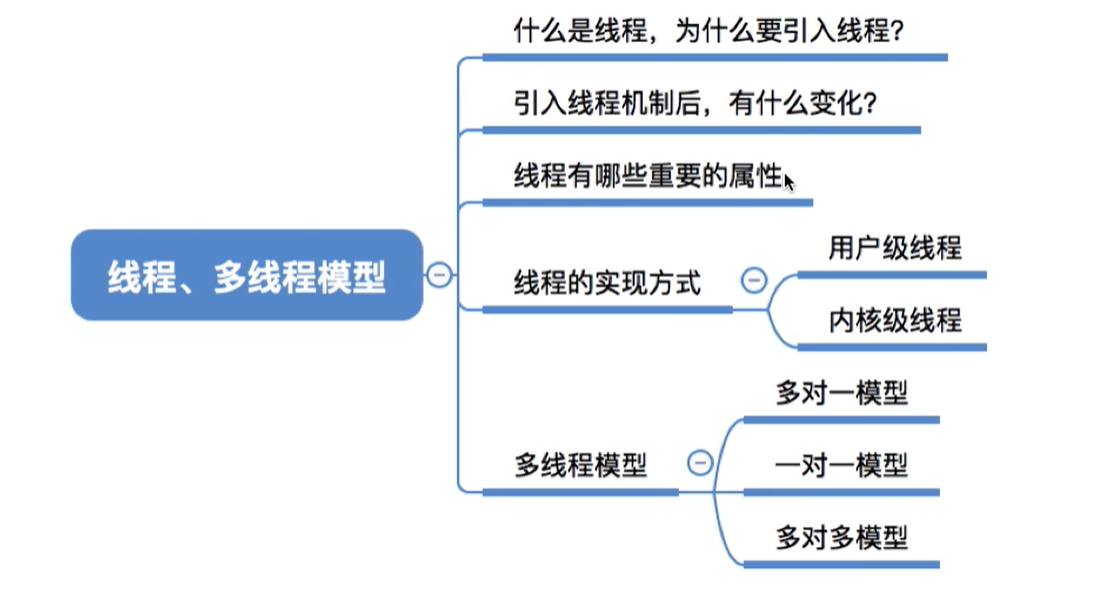 什么是线程，为什么要引入线程？
引入线程机制后，有什么变化？
线程有哪些重要的属性
线程、多线程模型
线程的实现方式
用户级线程
内核级线程
多线程模型
多对一模型
一对一模型
多对多模型